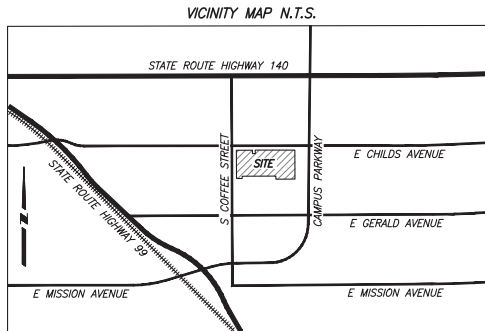 VICINITY MAP N.T.S.
STATE ROUTE HIGHWAY 140
E CHILDS AVENUE
SITE
S COFFEE STREET
CAMPUS PARKWAY
STATE ROUTE HIGHWAY 99
N
E GERALD AVENUE
E MISSION AVENUE
E MISSION AVENUE